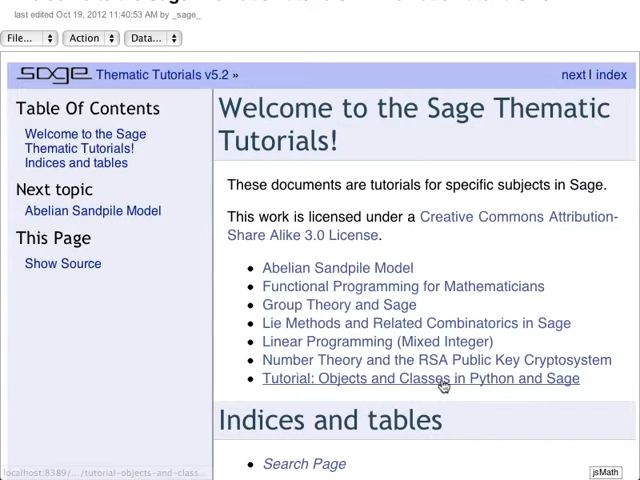 last edited Oct 19, 2012 11:40:53 AM by _sage_
File...
Action
Data...
sage Thematic Tutorials v5.2 »
next | index
Table Of Contents
Welcome to the Sage
Thematic Tutorials!
Indices and tables
Next topic
Abelian Sandpile Model
This Page
Show Source
Welcome to the Sage Thematic
Tutorials!
These documents are tutorials for specific subjects in Sage.
This work is licensed under a Creative Commons Attribution-
Share Alike 3.0 License.
Abelian Sandpile Model
Functional Programming for Mathematicians
Group Theory and Sage
Lie Methods and Related Combinatorics in Sage
Linear Programming (Mixed Integer)
Number Theory and the RSA Public Key Cryptosystem
Tutorial: Objects and Classes in Python and Sage
Indices and tables
Search Page
localhost:8389/.../tutorial-objects-and-class...
jsMath